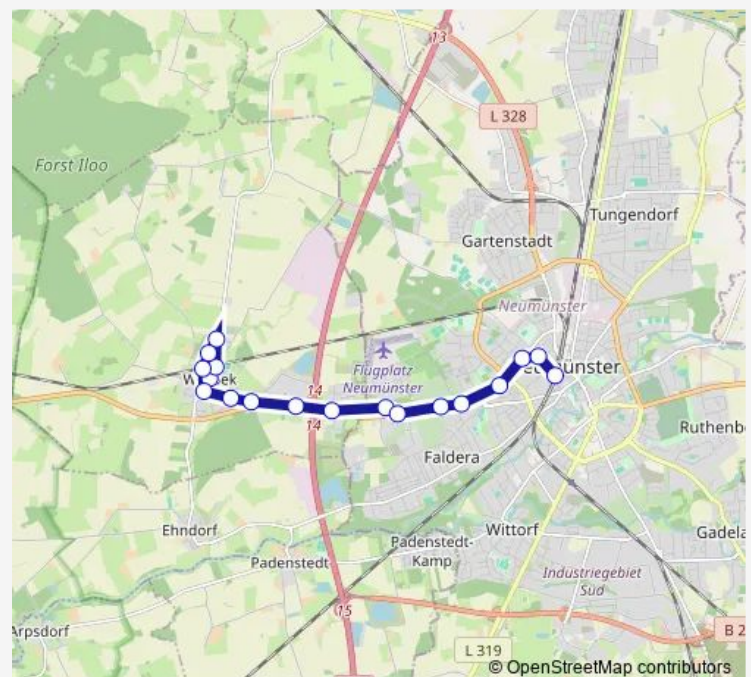 13
L 328
Forst Iloo
Tungendorf
Gartenstadt
Neumünster
Flugplatz
Neumünster
14
14
Ruthenb
Faldera
Ehndorf
Padenstedt-
Kamp
Wittorf
Gadela
Padenstedt
Industriegebiet
Süd
15
Arpsdorf
B 2
L 319
© OpenStreetMap contributors